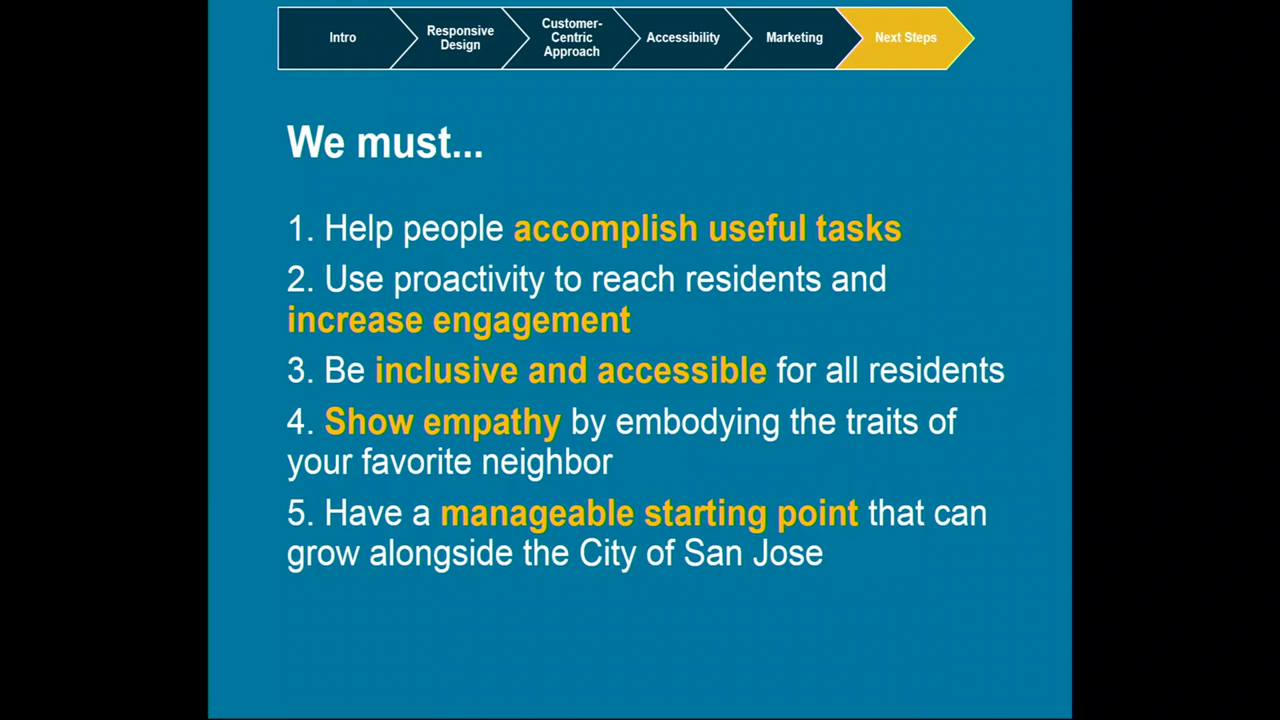 Intro
Responsive
Design
Customer-
Centric
Approach
Accessibility
Marketing
Next Steps
We must...
1. Help people accomplish useful tasks
2. Use proactivity to reach residents and
increase engagement
3. Be inclusive and accessible for all residents
4. Show empathy by embodying the traits of
your favorite neighbor
5. Have a manageable starting point that can
grow alongside the City of San Jose